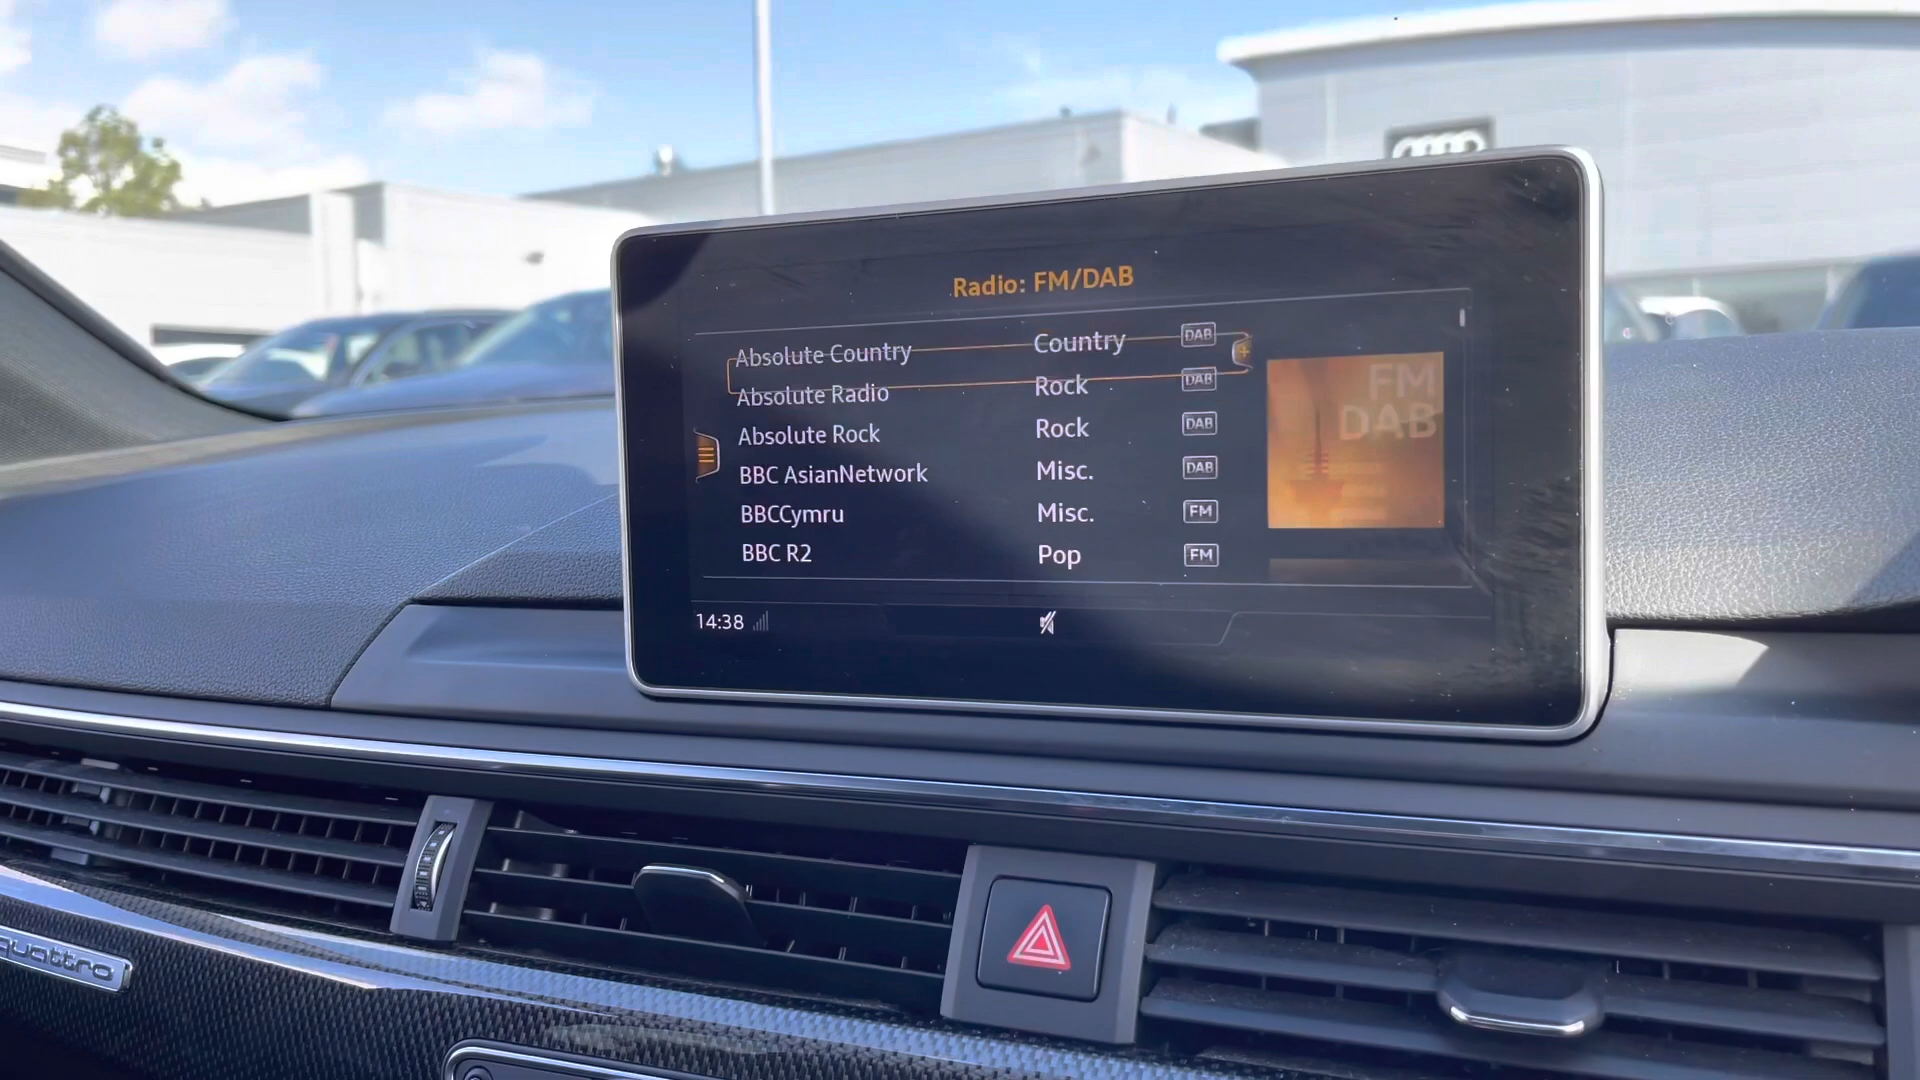 Radio: FM/DAB
Absolute Country Country DAB
Absolute Radio Rock DAB
Absolute Rock Rock DAB
BBC AsianNetwork Misc. DAB
BBCCymru Misc. FM
BBC R2 Pop FM
FM
DAB
14:38
quattro